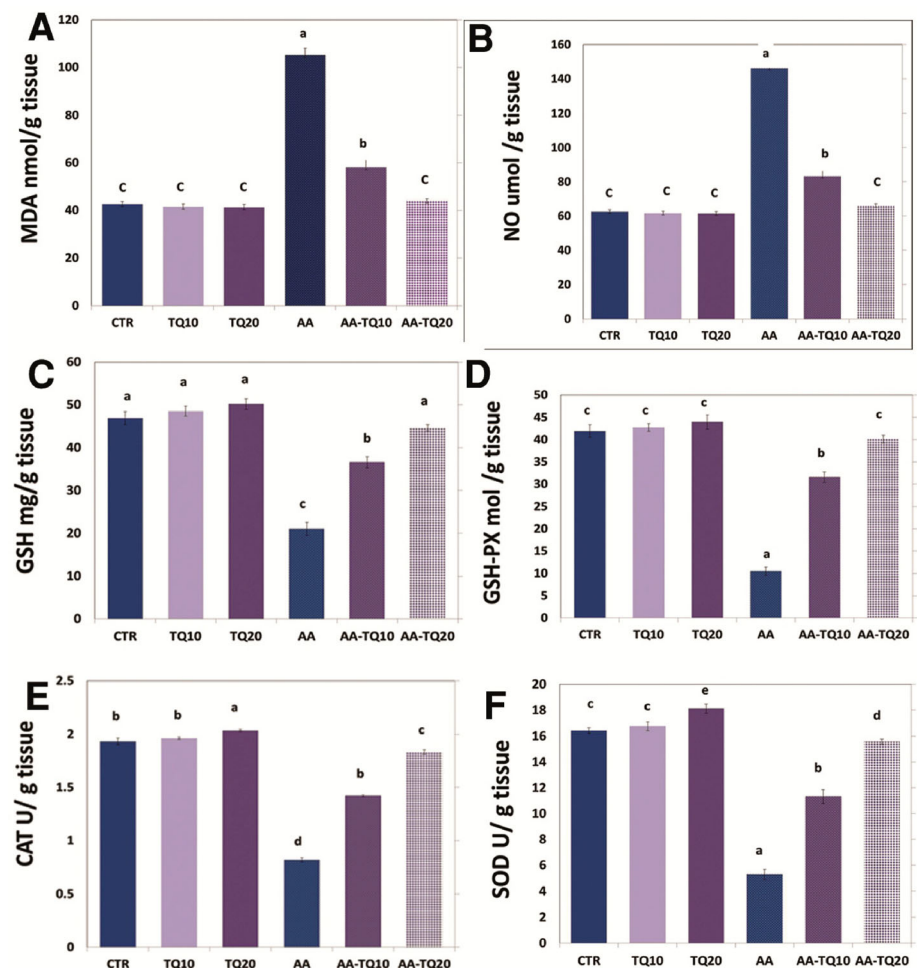 A
MDA nmol/g tissue
120
100
80
60
40
20
0
C
C
C
a
b
C
CTR
TQ10
TQ20
AA
AA-TQ10
AA-TQ20
B
NO umol /g tissue
160
140
120
100
80
60
40
20
0
C
C
C
a
b
C
CTR
TQ10
TQ20
AA
AA-TQ10
AA-TQ20
C
GSH mg/g tissue
60
50
40
30
20
10
0
a
a
a
c
b
a
CTR
TQ10
TQ20
AA
AA-TQ10
AA-TQ20
D
GSH-PX mol /g tissue
50
45
40
35
30
25
20
15
10
5
0
c
c
c
a
b
c
CTR
TQ10
TQ20
AA
AA-TQ10
AA-TQ20
E
CAT U/ g tissue
2.5
2
1.5
1
0.5
0
b
b
a
d
b
c
CTR
TQ10
TQ20
AA
AA-TQ10
AA-TQ20
F
SOD U/ g tissue
20
18
16
14
12
10
8
6
4
2
0
c
c
e
a
b
d
CTR
TQ10
TQ20
AA
AA-TQ10
AA-TQ20